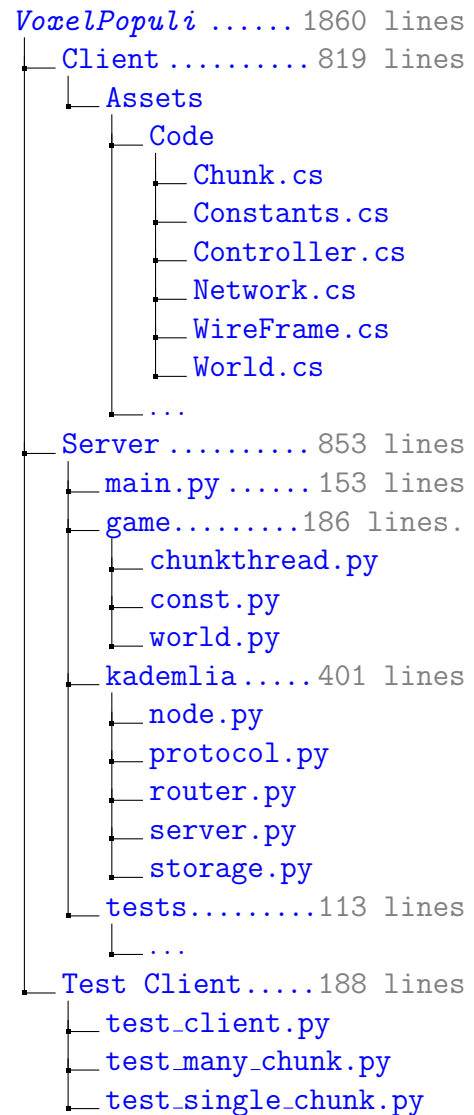 VoxelPopuli ...... 1860 lines
Client .......... 819 lines
Assets
Code
Chunk.cs
Constants.cs
Controller.cs
Network.cs
WireFrame.cs
World.cs
...
Server .......... 853 lines
main.py ...... 153 lines
game.........186 lines.
chunkthread.py
const.py
world.py
kademlia ..... 401 lines
node.py
protocol.py
router.py
server.py
storage.py
tests.........113 lines
...
Test Client.....188 lines
test_client.py
test_many_chunk.py
test_single_chunk.py